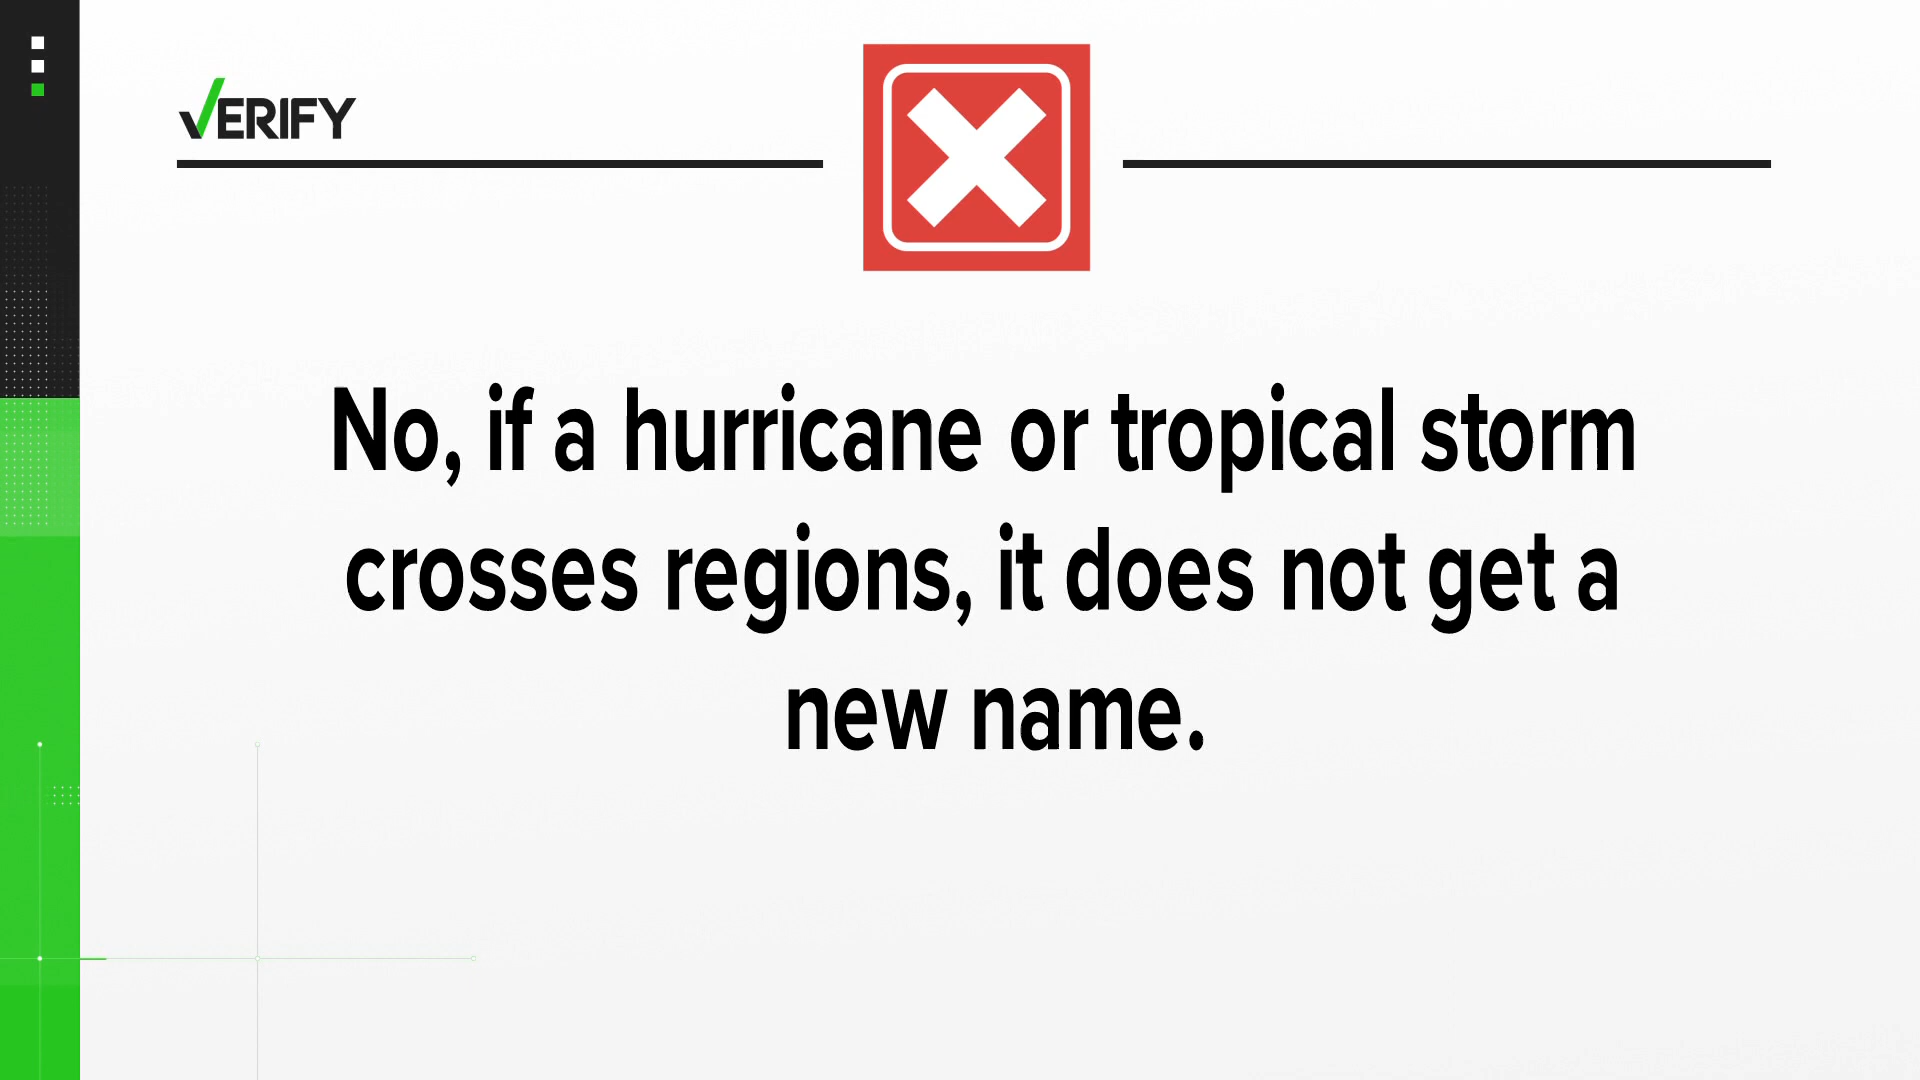 VERIFY
No, if a hurricane or tropical storm
crosses regions, it does not get a
new name.